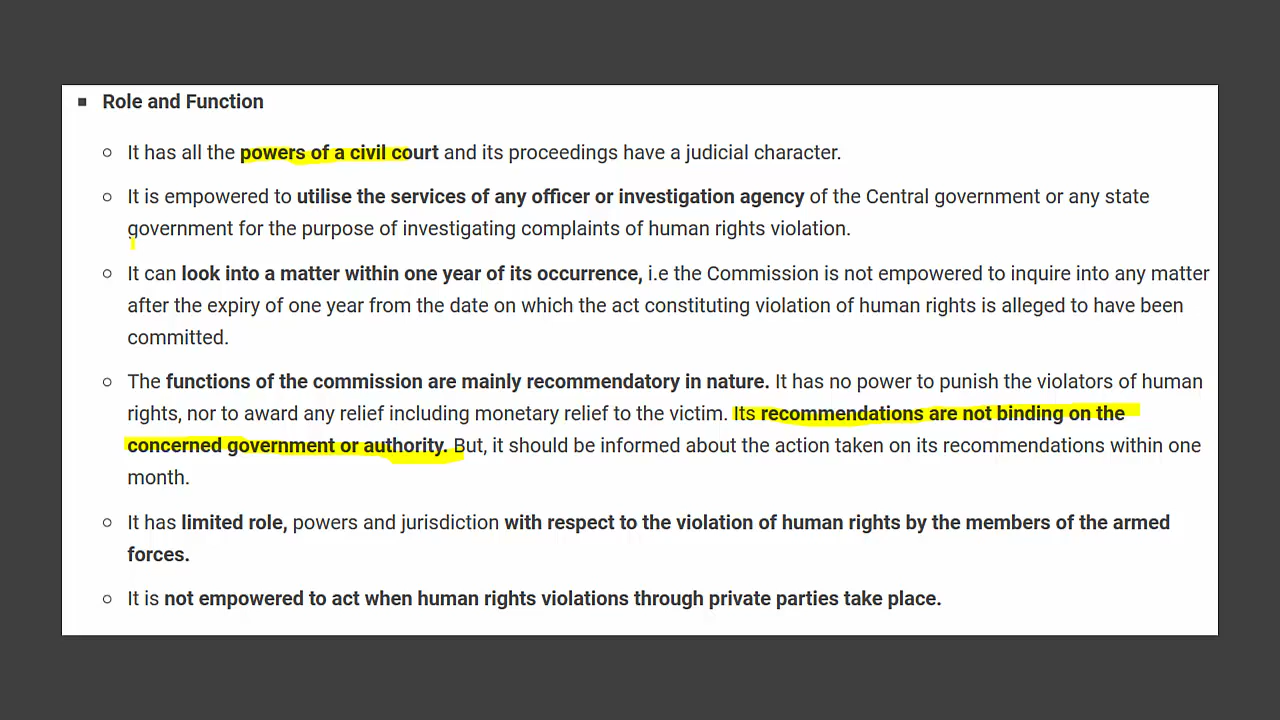 Role and Function
It has all the powers of a civil court and its proceedings have a judicial character.
It is empowered to utilise the services of any officer or investigation agency of the Central government or any state
government for the purpose of investigating complaints of human rights violation.
It can look into a matter within one year of its occurrence, i.e the Commission is not empowered to inquire into any matter
after the expiry of one year from the date on which the act constituting violation of human rights is alleged to have been
committed.
The functions of the commission are mainly recommendatory in nature. It has no power to punish the violators of human
rights, nor to award any relief including monetary relief to the victim. Its recommendations are not binding on the
concerned government or authority. But, it should be informed about the action taken on its recommendations within one
month.
It has limited role, powers and jurisdiction with respect to the violation of human rights by the members of the armed
forces.
It is not empowered to act when human rights violations through private parties take place.